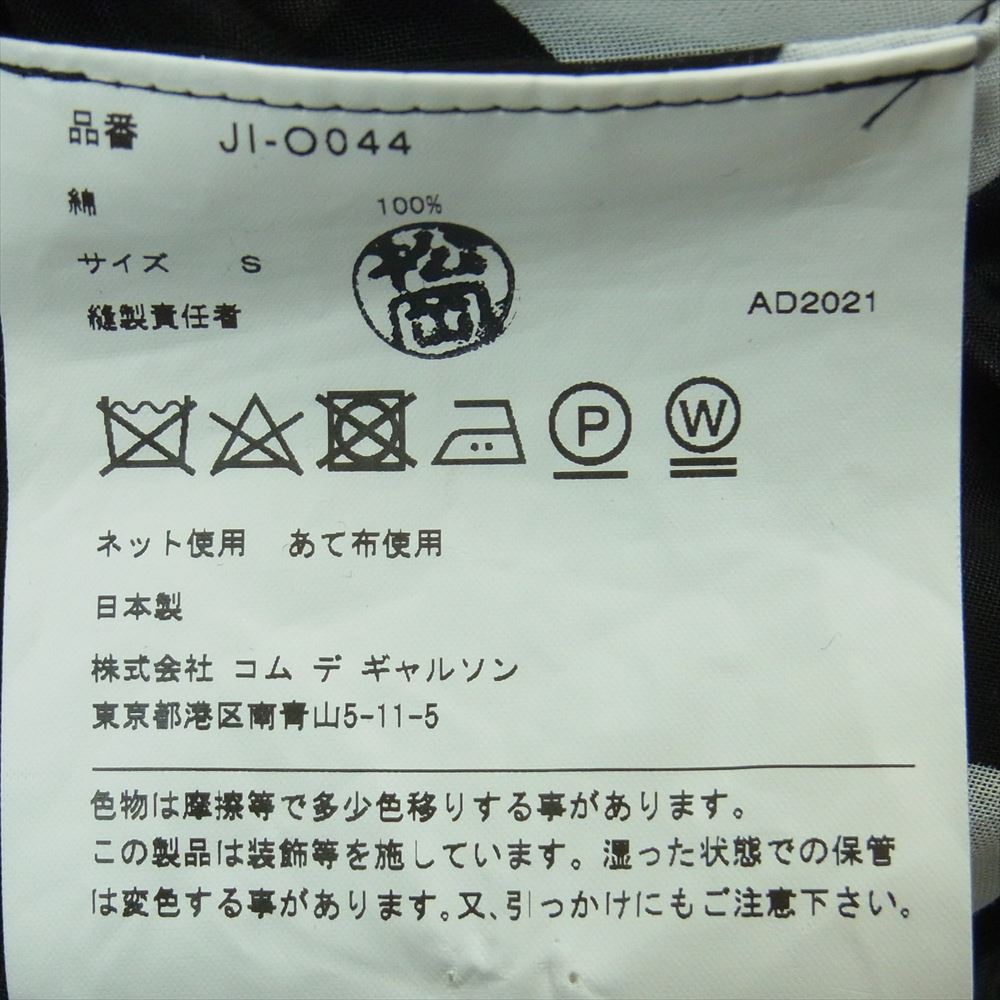 品番 JI-O044
綿 100%
サイズ S
縫製責任者 松岡
AD2021
P W
ネット使用 あて布使用
日本製
株式会社 コム デ ギャルソン
東京都港区南青山5-11-5
色物は摩擦等で多少色移りする事があります。
この製品は装飾等を施しています。湿った状態での保管
は変色する事があります。又、引っかけにもご注意下さい。